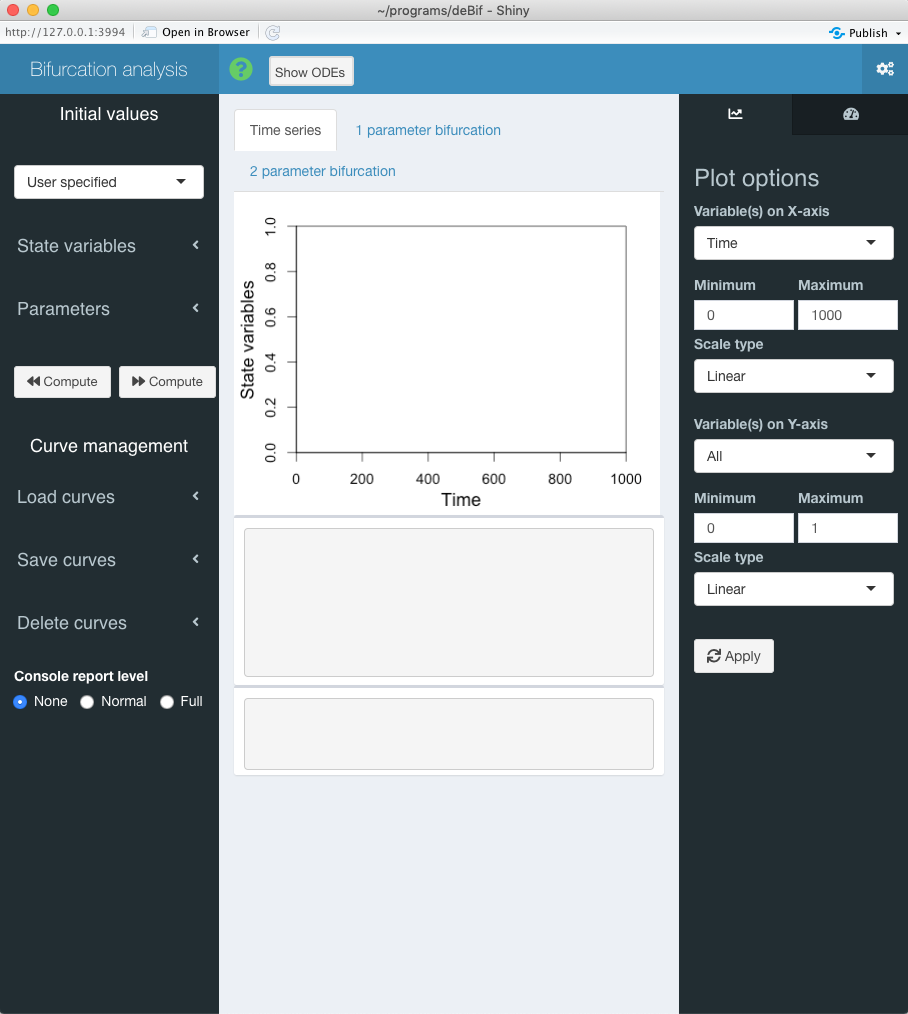 ~/programs/deBif - Shiny
http://127.0.0.1:3994 Open in Browser Publish
Bifurcation analysis ? Show ODEs
Initial values
User specified
State variables
Parameters
Compute Compute
Curve management
Load curves
Save curves
Delete curves
Console report level
None Normal Full
Time series 1 parameter bifurcation
2 parameter bifurcation
State variables
1.0
0.8
0.6
0.4
0.2
0.0
0 200 400 600 800 1000
Time
Plot options
Variable(s) on X-axis
Time
Minimum Maximum
0 1000
Scale type
Linear
Variable(s) on Y-axis
All
Minimum Maximum
0 1
Scale type
Linear
Apply